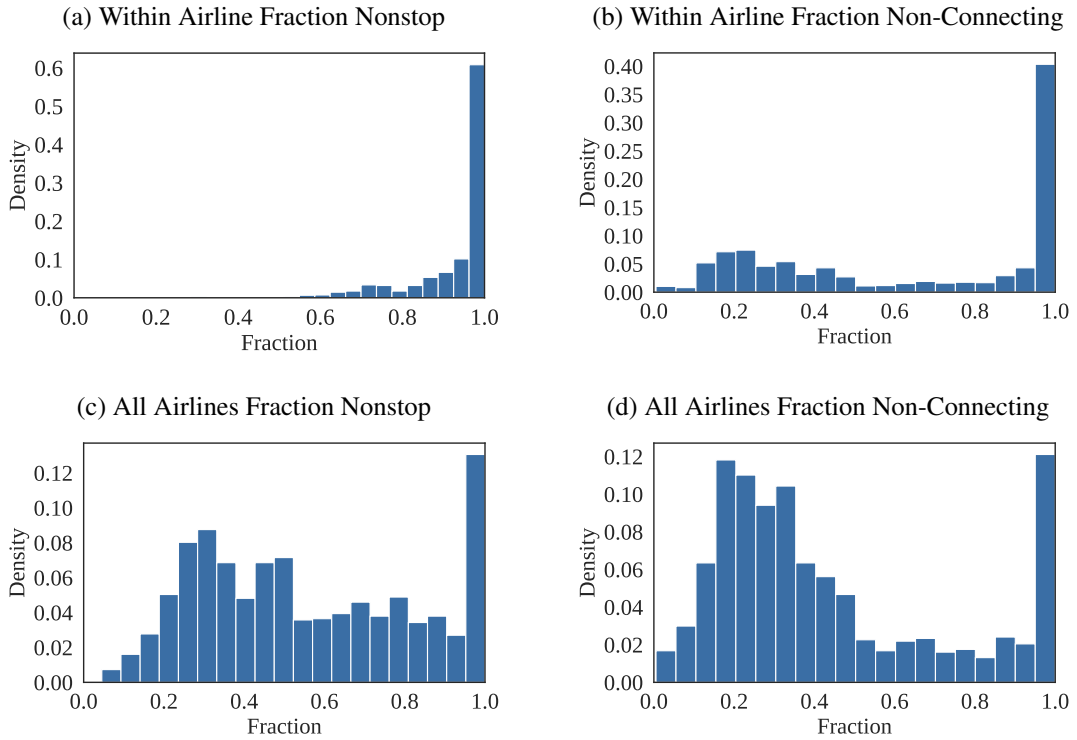 (a) Within Airline Fraction Nonstop
0.6
0.5
0.4
0.3
0.2
0.1
0.0
Density
0.0 0.2 0.4 0.6 0.8 1.0
Fraction
(b) Within Airline Fraction Non-Connecting
0.40
0.35
0.30
0.25
0.20
0.15
0.10
0.05
0.00
Density
0.0 0.2 0.4 0.6 0.8 1.0
Fraction
(c) All Airlines Fraction Nonstop
0.12
0.10
0.08
0.06
0.04
0.02
0.00
Density
0.0 0.2 0.4 0.6 0.8 1.0
Fraction
(d) All Airlines Fraction Non-Connecting
0.12
0.10
0.08
0.06
0.04
0.02
0.00
Density
0.0 0.2 0.4 0.6 0.8 1.0
Fraction